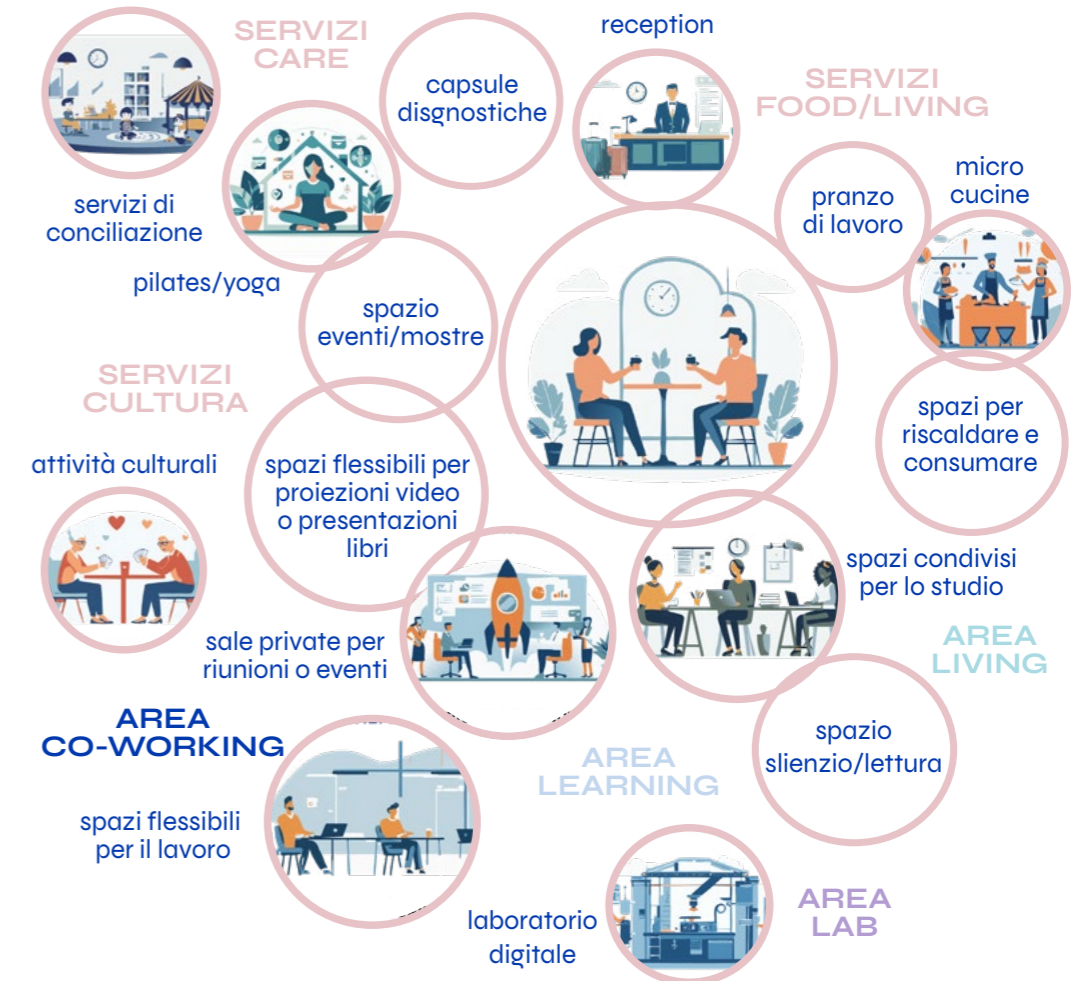 SERVIZI
CARE
capsule
disgnostiche
reception
SERVIZI
FOOD/LIVING
servizi di
conciliazione
pilates/yoga
pranzo
di lavoro
micro
cucine
spazio
eventi/mostre
SERVIZI
CULTURA
spazi per
riscaldare e
consumare
attività culturali
spazi flessibili per
proiezioni video
o presentazioni
libri
spazi condivisi
per lo studio
sale private per
riunioni o eventi
AREA
LIVING
AREA
CO-WORKING
spazio
slienzio/lettura
AREA
LEARNING
spazi flessibili
per il lavoro
laboratorio
digitale
AREA
LAB